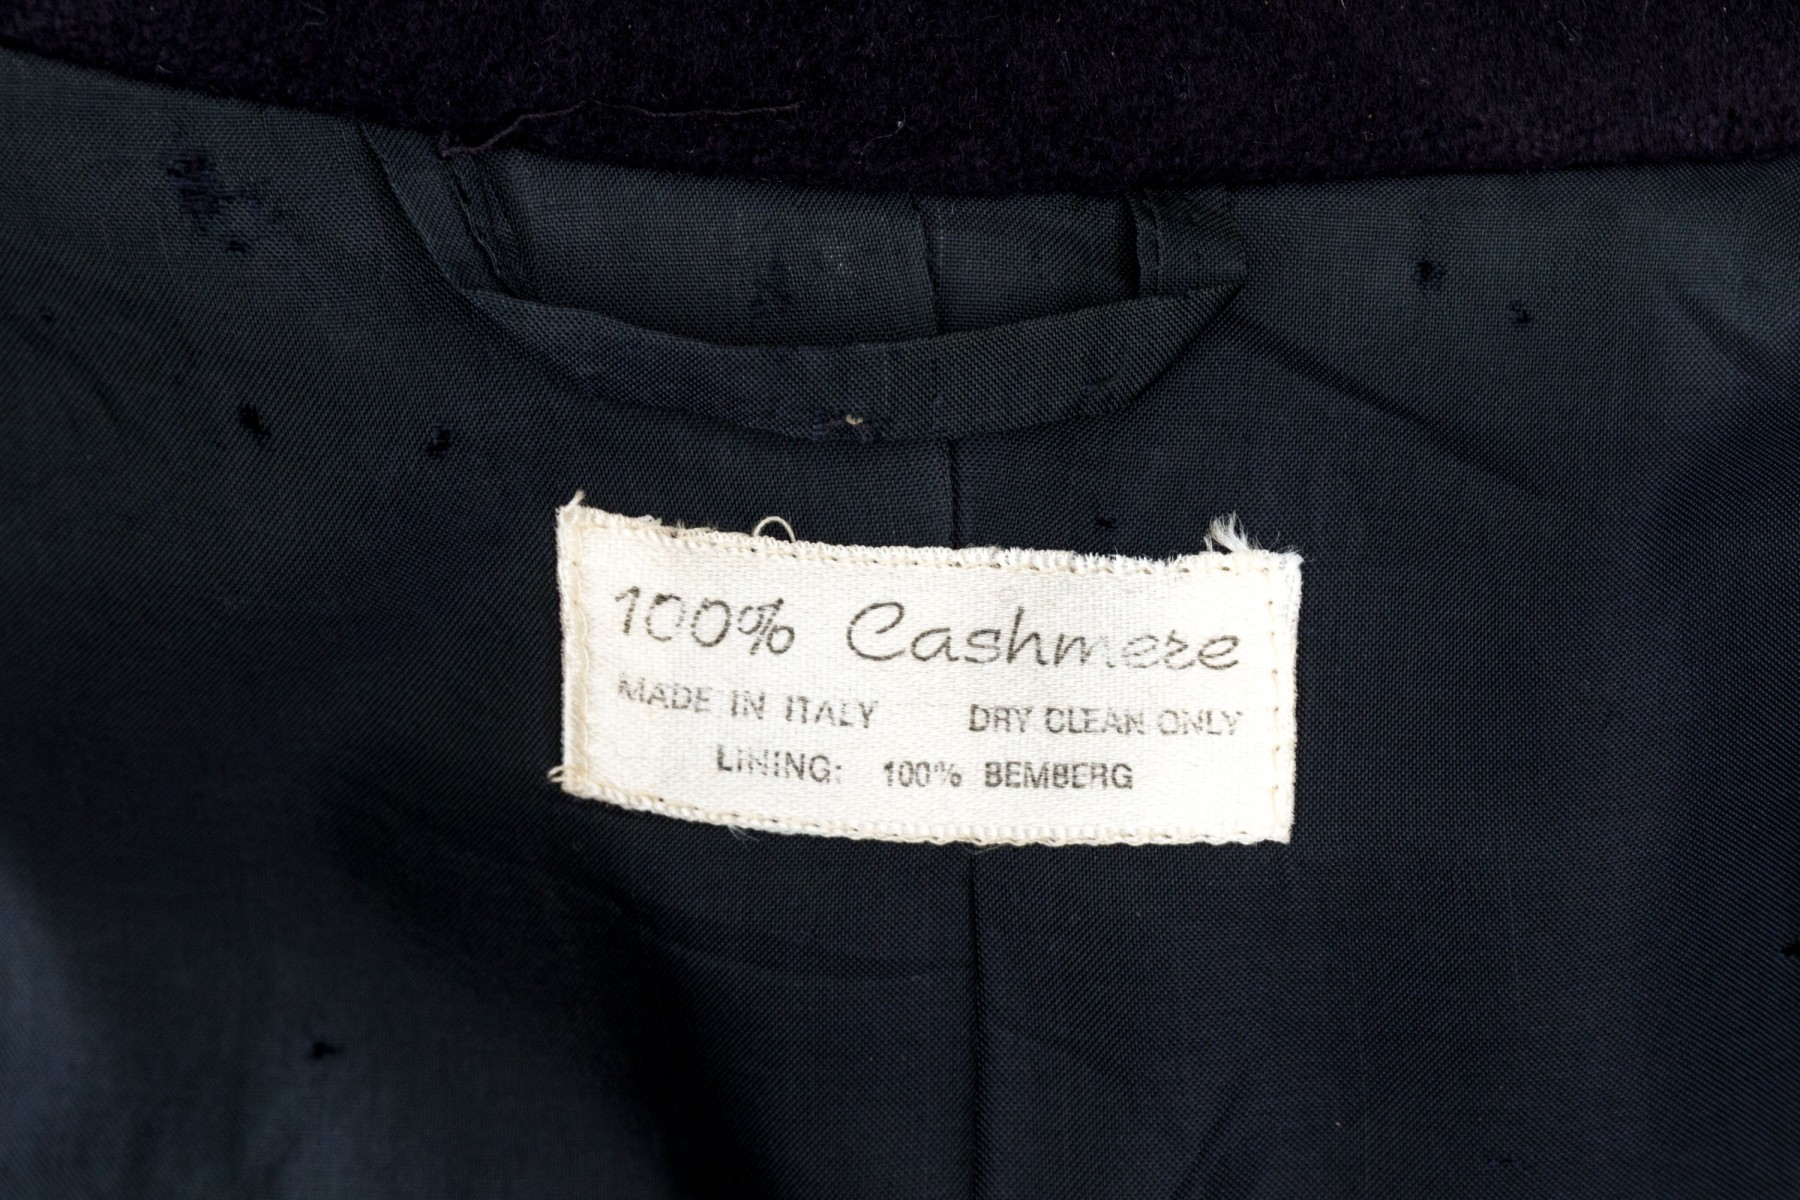 100% Cashmere
MADE IN ITALY DRY CLEAN ONLY
LINING: 100% BEMBERG